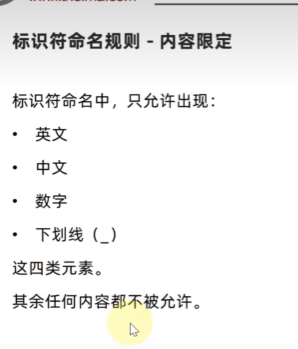 标识符命名规则 - 内容限定
标识符命名中，只允许出现：
• 英文
• 中文
• 数字
• 下划线（_）
这四类元素。
其余任何内容都不被允许。